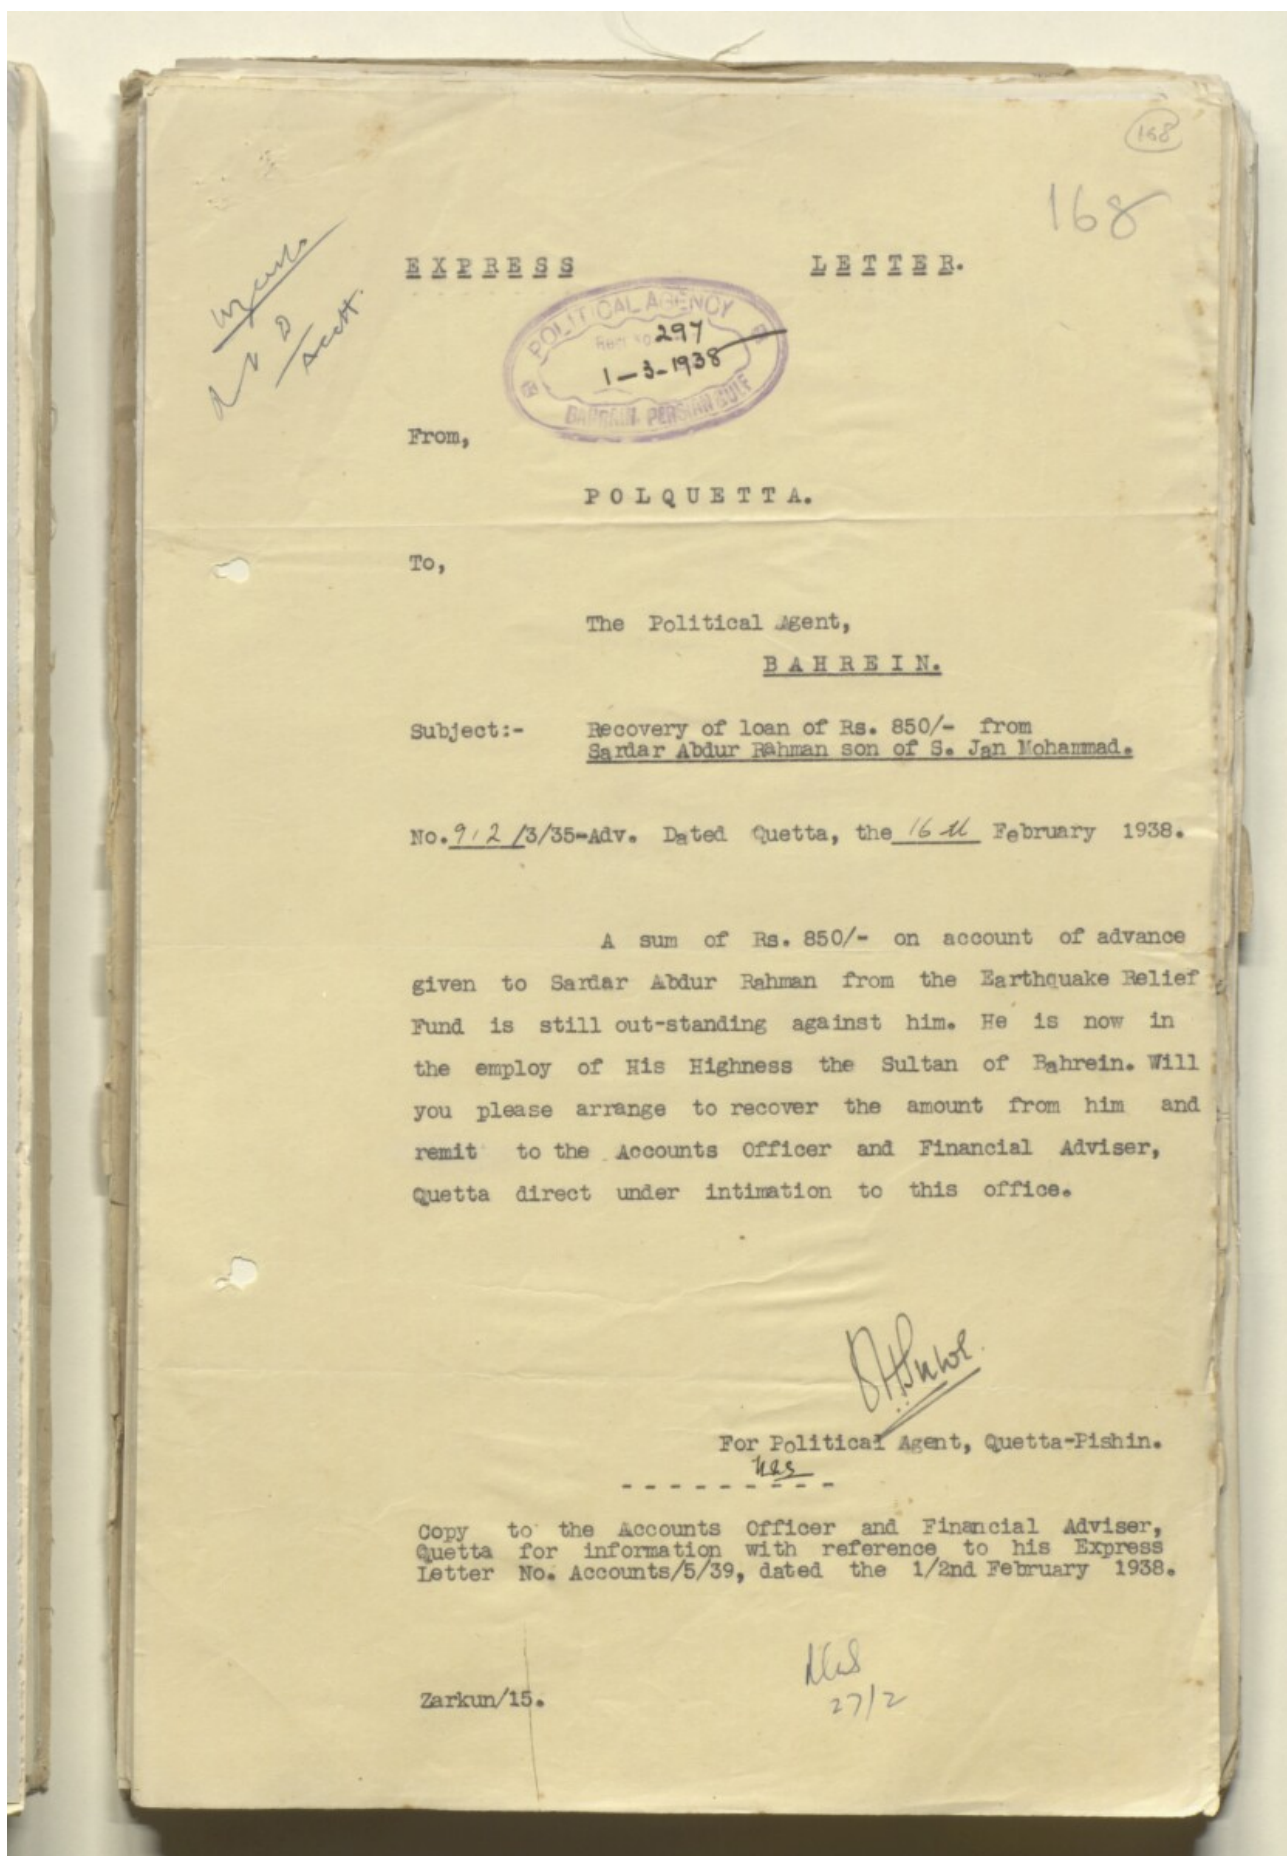 168
168
EXPRESS LETTER.
POLITICAL AGENCY
Reg. No 297
1-3-1938
BAHRAIN. PERSIAN GULF
From,
POLQUETTA.
To,
The Political Agent,
BAHREIN.
Subject:- Recovery of loan of Rs. 850/- from
Sardar Abdur Rahman son of S. Jan Mohammad.
No. 912/3/35-Adv. Dated Quetta, the 16th February 1938.
A sum of Rs. 850/- on account of advance
given to Sardar Abdur Rahman from the Earthquake Relief
Fund is still out-standing against him. He is now in
the employ of His Highness the Sultan of Bahrein. Will
you please arrange to recover the amount from him and
remit to the Accounts Officer and Financial Adviser,
Quetta direct under intimation to this office.
For Political Agent, Quetta-Pishin.
Copy to the Accounts Officer and Financial Adviser,
Quetta for information with reference to his Express
Letter No. Accounts/5/39, dated the 1/2nd February 1938.
27/2
Zarkun/15.